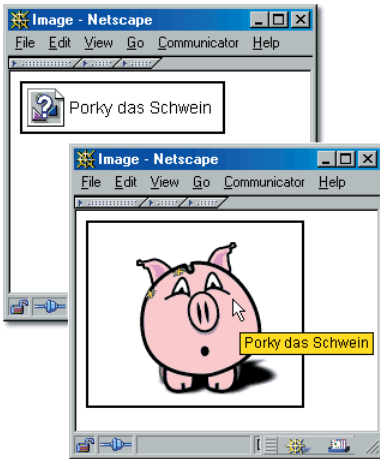 Image - Netscape
File Edit View Go Communicator Help
Porky das Schwein
Image - Netscape
File Edit View Go Communicator Help
Porky das Schwein